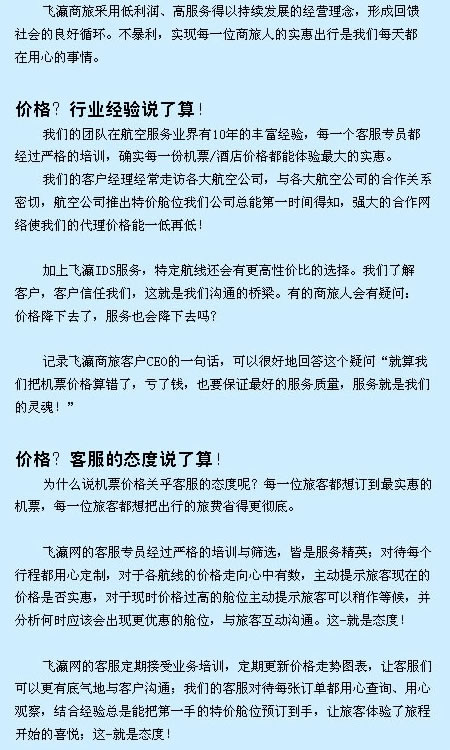 飞瀛商旅采用低利润、高服务得以持续发展的经营理念，形成回馈
社会的良好循环。不暴利，实现每一位商旅人的实惠出行是我们每天都
在用心的事情。
价格？行业经验说了算！
我们的团队在航空服务业界有10年的丰富经验，每一个客服专员都
经过严格的培训，确实每一份机票/酒店价格都能体验最大的实惠。
我们的客户经理经常走访各大航空公司，与各大航空公司的合作关系
密切，航空公司推出特价舱位我们公司总能第一时间得知，强大的合作网
络使我们的代理价格能一低再低！
加上飞瀛IDS服务，特定航线还会有更高性价比的选择。我们了解
客户，客户信任我们，这就是我们沟通的桥梁。有的商旅人会有疑问：
价格降下去了，服务也会降下去吗？
记录飞瀛商旅客户CEO的一句话，可以很好地回答这个疑问“就算我
们把机票价格算错了，亏了钱，也要保证最好的服务质量，服务就是我们
的灵魂！”
价格？客服的态度说了算！
为什么说机票价格关乎客服的态度呢？每一位旅客都想订到最实惠的
机票，每一位旅客都想把出行的旅费省得更彻底。
飞瀛网的客服专员经过严格的培训与筛选，皆是服务精英；对待每个
行程都用心定制，对于各航线的价格走向心中有数，主动提示旅客现在的
价格是否实惠，对于现时价格过高的舱位主动提示旅客可以稍作等候，并
分析何时应该会出现更优惠的舱位，与旅客互动沟通。这-就是态度！
飞瀛网的客服定期接受业务培训，定期更新价格走势图表，让客服们
可以更有底气地与客户沟通；我们的客服对待每张订单都用心查询、用心
观察，结合经验总是能把第一手的特价舱位预订到手，让旅客体验了旅程
开始的喜悦；这-就是态度！